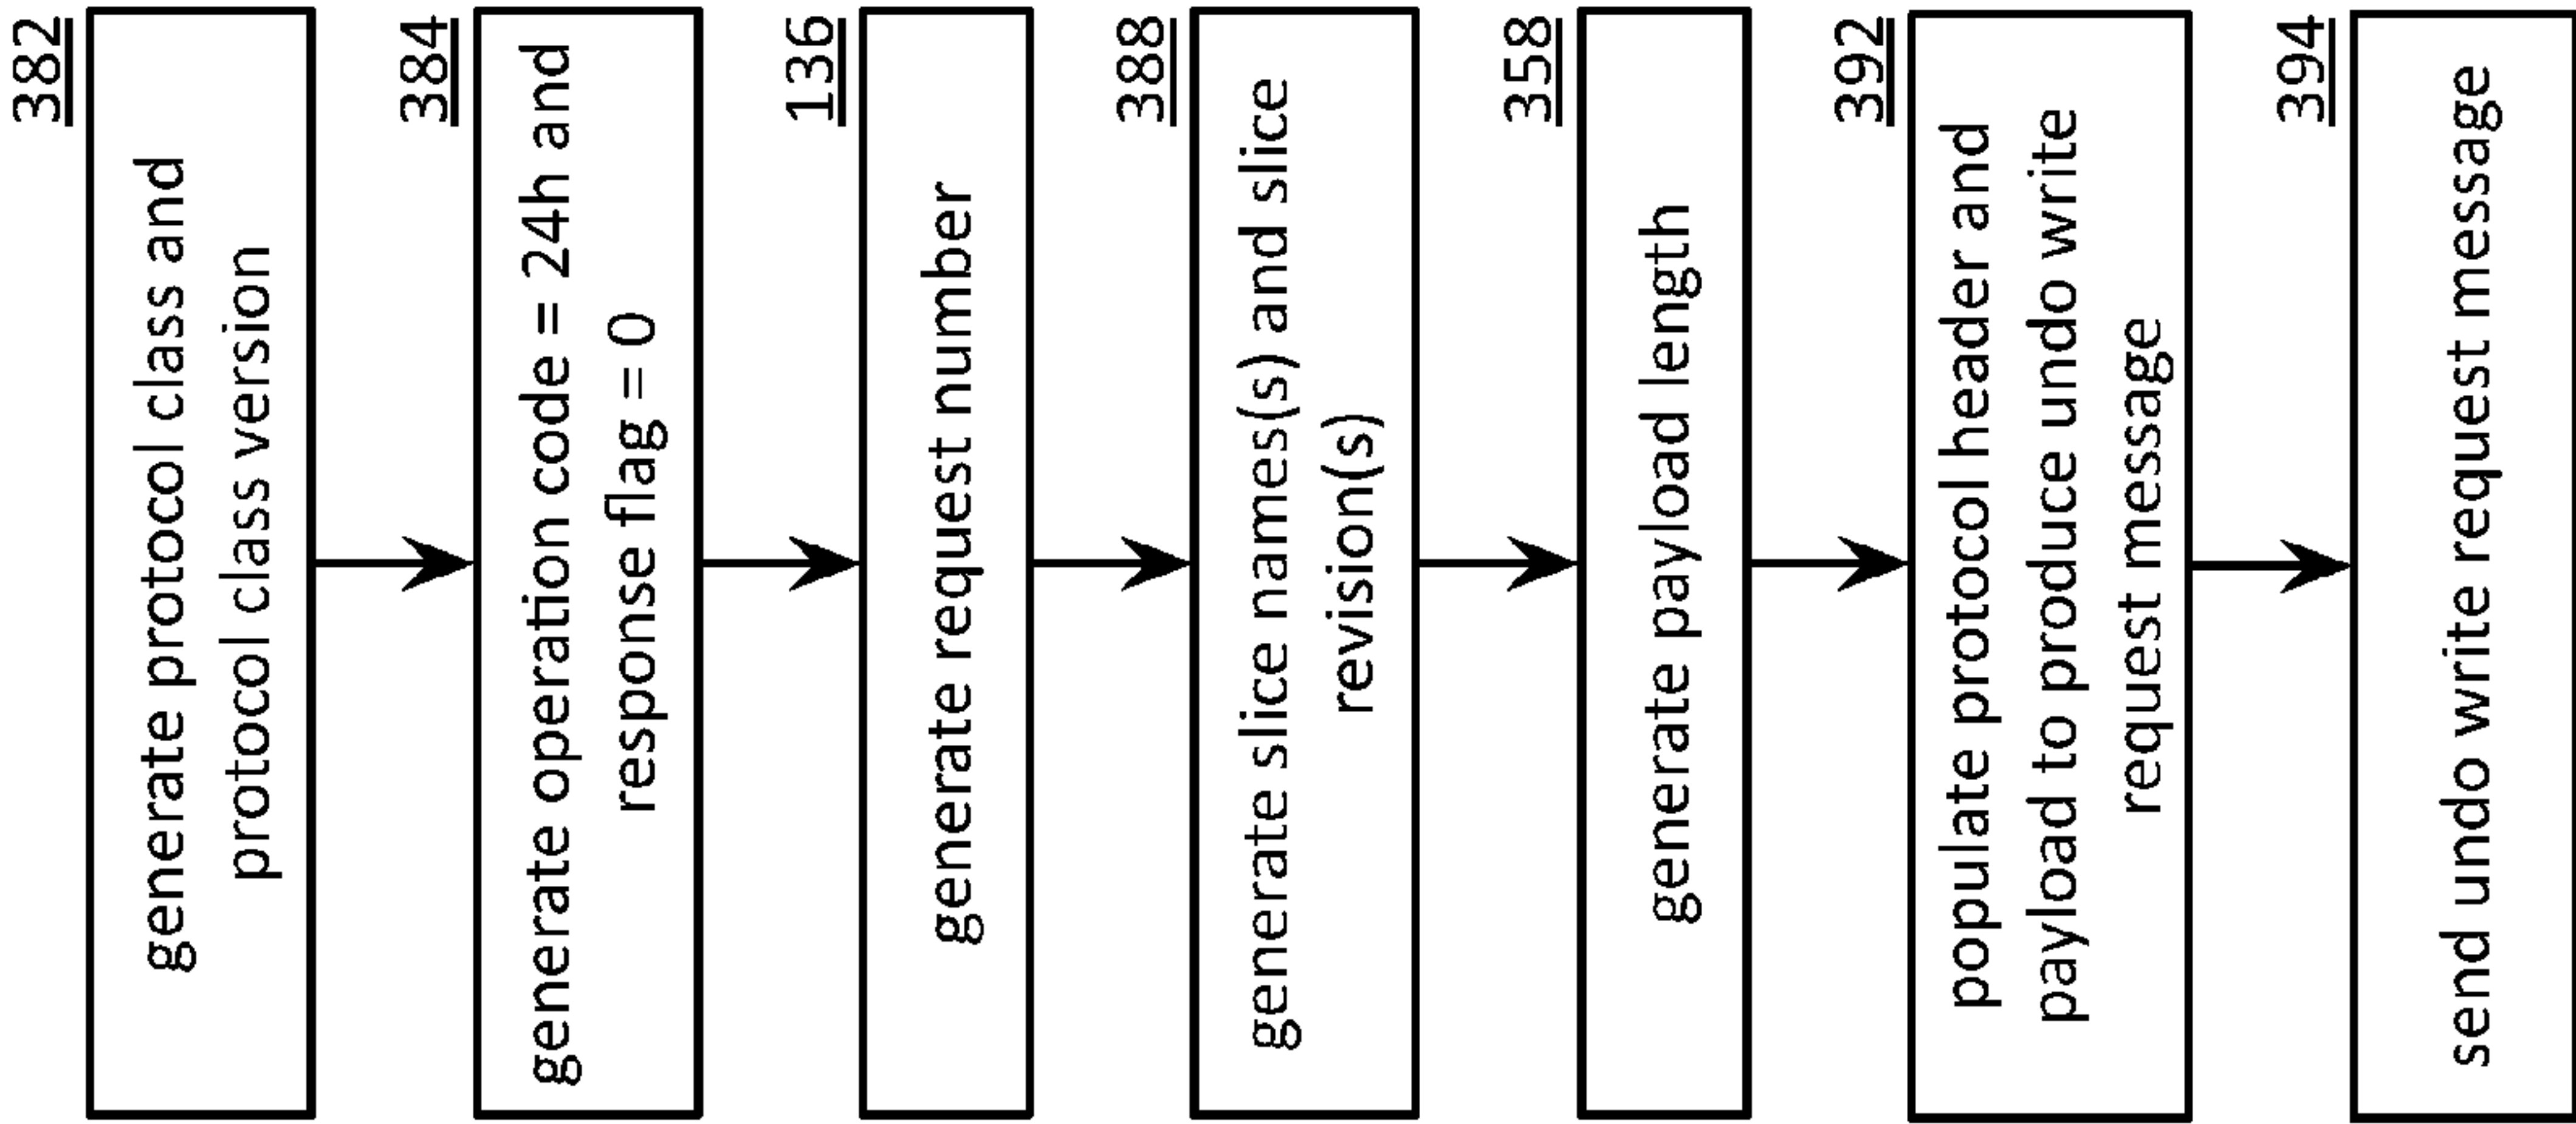 382
generate protocol class and
protocol class version
384
generate operation code = 24h and
response flag = 0
136
generate request number
388
generate slice names(s) and slice
revision(s)
358
generate payload length
392
populate protocol header and
payload to produce undo write
request message
394
send undo write request message